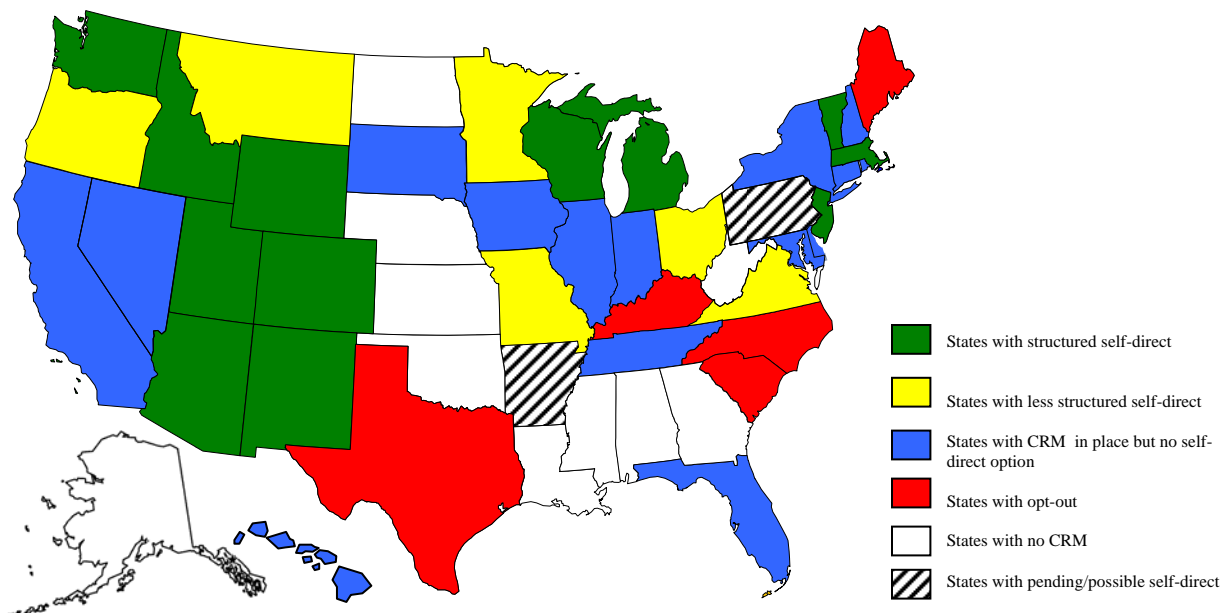 States with structured self-direct
States with less structured self-direct
States with CRM in place but no self-
direct option
States with opt-out
States with no CRM
States with pending/possible self-direct